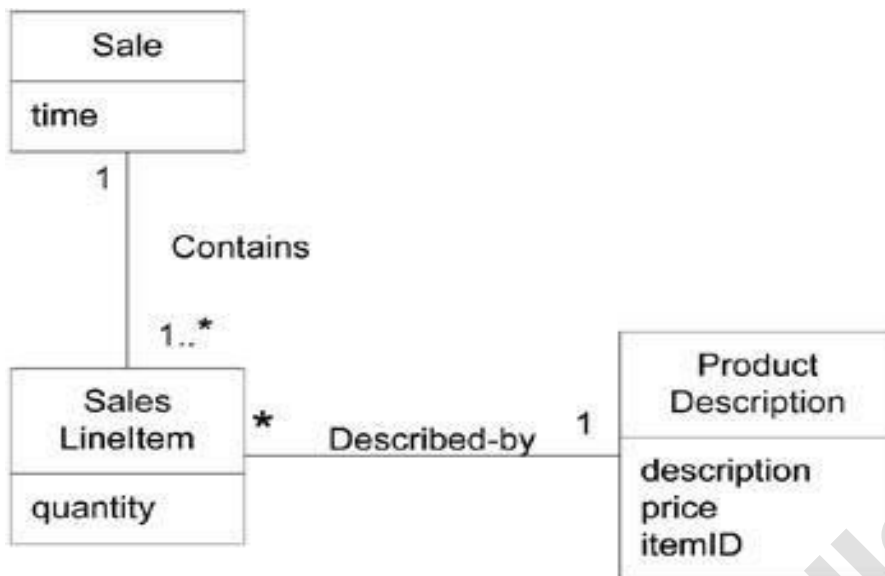 Sale
time
1
Contains
1..*
Sales
LineItem
quantity
*
Described-by
1
Product
Description
description
price
itemID